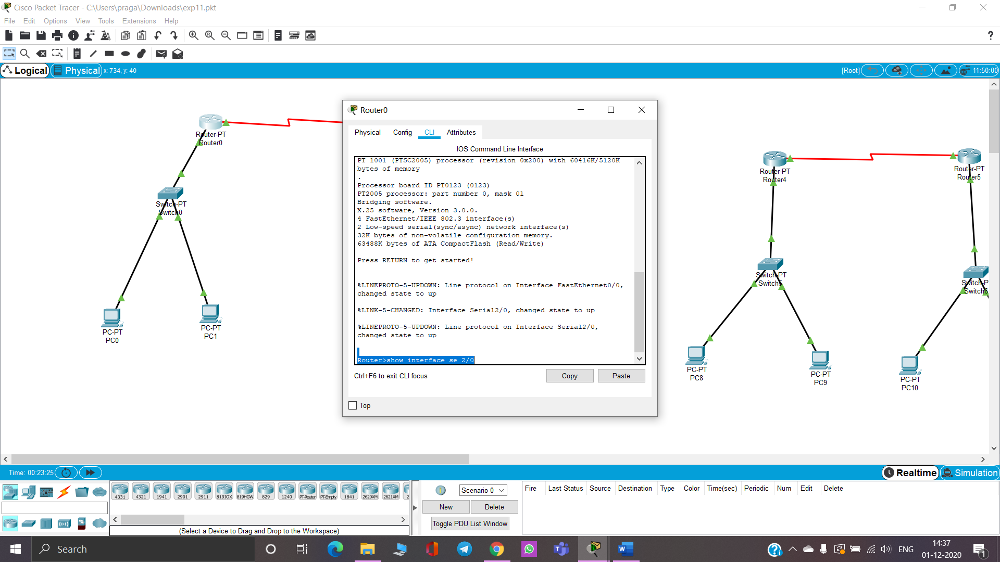 Cisco Packet Tracer - C:\Users\praga\Downloads\exp11.pkt
File Edit Options View Tools Extensions Help
Logical Physical x: 734, y: 40 [Root] 11:50:00
Router0
Physical Config CLI Attributes
IOS Command Line Interface
PT 1001 (PTSC2005) processor (revision 0x200) with 60416K/5120K
bytes of memory
.
Processor board ID PT0123 (0123)
PT2005 processor: part number 0, mask 01
Bridging software.
X.25 software, Version 3.0.0.
4 FastEthernet/IEEE 802.3 interface(s)
2 Low-speed serial(sync/async) network interface(s)
32K bytes of non-volatile configuration memory.
63488K bytes of ATA CompactFlash (Read/Write)
Press RETURN to get started!
%LINEPROTO-5-UPDOWN: Line protocol on Interface FastEthernet0/0,
changed state to up
%LINK-5-CHANGED: Interface Serial2/0, changed state to up
%LINEPROTO-5-UPDOWN: Line protocol on Interface Serial2/0,
changed state to up
Router>show interface se 2/0
Ctrl+F6 to exit CLI focus Copy Paste
Top
Router-PT
Router0
Switch-PT
Switch0
PC-PT
PC0
PC-PT
PC1
Router-PT
Router4
Router-PT
Router5
Switch-PT
Switch5
Switch-P
Switch6
PC-PT
PC8
PC-PT
PC9
PC-PT
PC10
Time: 00:23:25 Realtime Simulation
4331 4321 1941 2901 2911 819IOX 819HGW 829 1240 PT-Router PT-Empty 1841 2620XM 2621XM 2
(Select a Device to Drag and Drop to the Workspace)
Scenario 0
New Delete
Toggle PDU List Window
Fire Last Status Source Destination Type Color Time(sec) Periodic Num Edit Delete
Search
ENG 14:37
01-12-2020
1